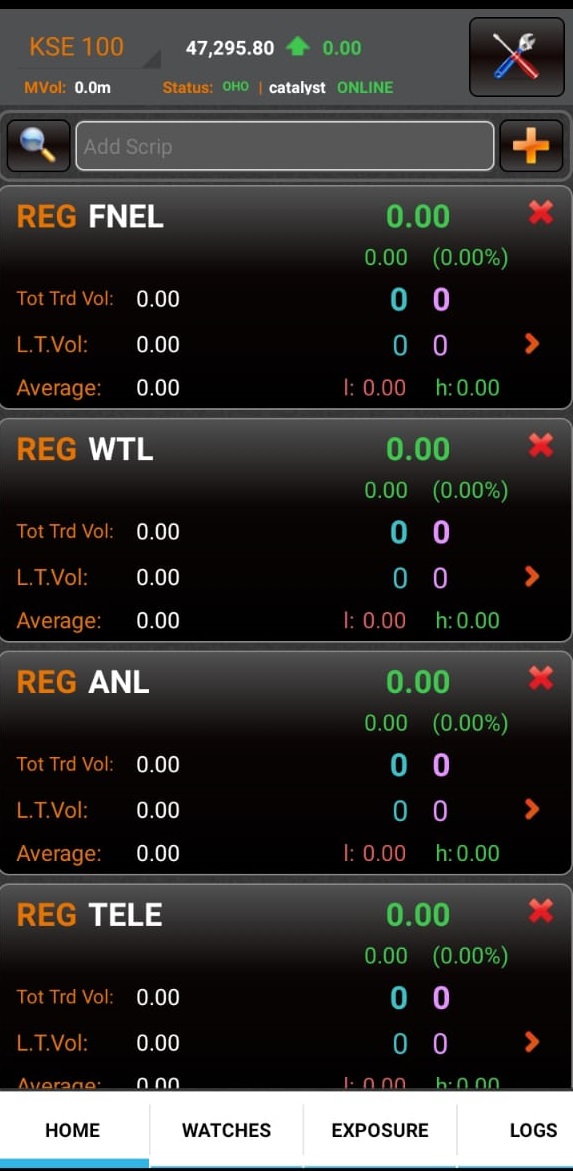 KSE 100 47,295.80 0.00
MVol: 0.0m Status: OHO | catalyst ONLINE
Add Scrip
REG FNEL 0.00
0.00 (0.00%)
Tot Trd Vol: 0.00 0 0
L.T.Vol: 0.00 0 0
Average: 0.00 l: 0.00 h:0.00
REG WTL 0.00
0.00 (0.00%)
Tot Trd Vol: 0.00 0 0
L.T.Vol: 0.00 0 0
Average: 0.00 l: 0.00 h:0.00
REG ANL 0.00
0.00 (0.00%)
Tot Trd Vol: 0.00 0 0
L.T.Vol: 0.00 0 0
Average: 0.00 l: 0.00 h:0.00
REG TELE 0.00
0.00 (0.00%)
Tot Trd Vol: 0.00 0 0
L.T.Vol: 0.00 0 0
Average: 0.00 l: 0.00 h:0.00
HOME WATCHES EXPOSURE LOGS